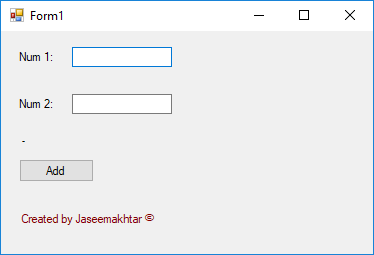 Form1
Num 1:
Num 2:
-
Add
Created by Jaseemakhtar ©